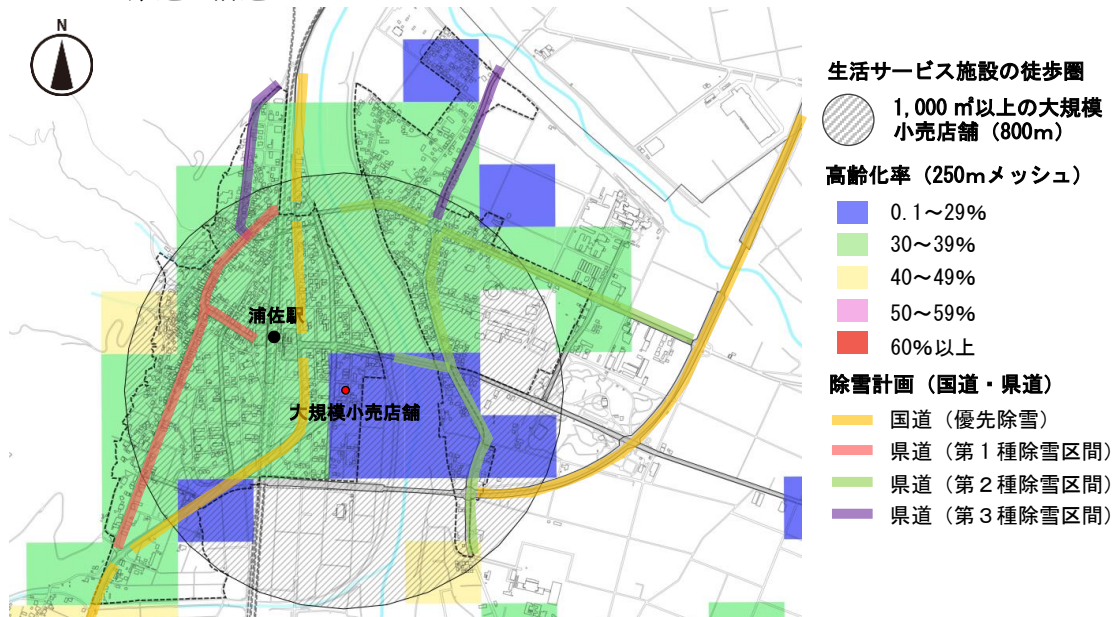 N
浦佐駅
大規模小売店舗
生活サービス施設の徒歩圏
1,000 ㎡以上の大規模
小売店舗（800m）
高齢化率（250mメッシュ）
0.1～29%
30～39%
40～49%
50～59%
60%以上
除雪計画（国道・県道）
国道（優先除雪）
県道（第１種除雪区間）
県道（第２種除雪区間）
県道（第３種除雪区間）